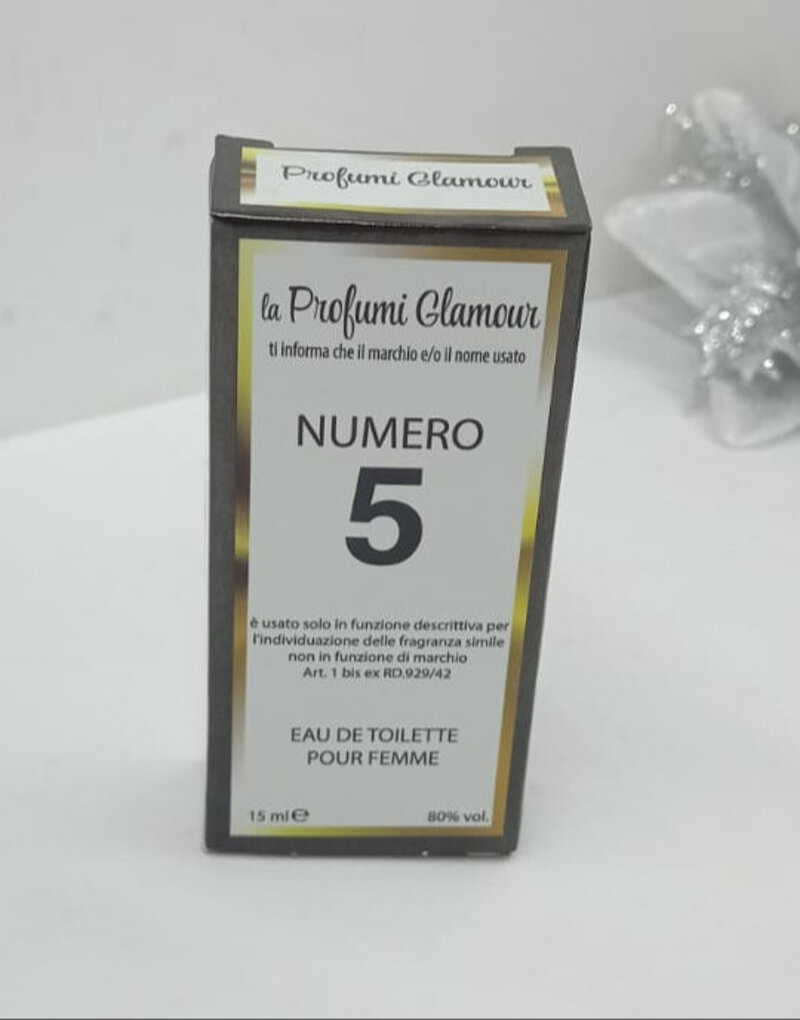 Profumi Glamour
la Profumi Glamour
ti informa che il marchio e/o il nome usato
NUMERO
5
è usato solo in funzione descrittiva per
l'individuazione delle fragranza simile
non in funzione di marchio
Art. 1 bis ex RD.929/42
EAU DE TOILETTE
POUR FEMME
15 ml ℮ 80% vol.